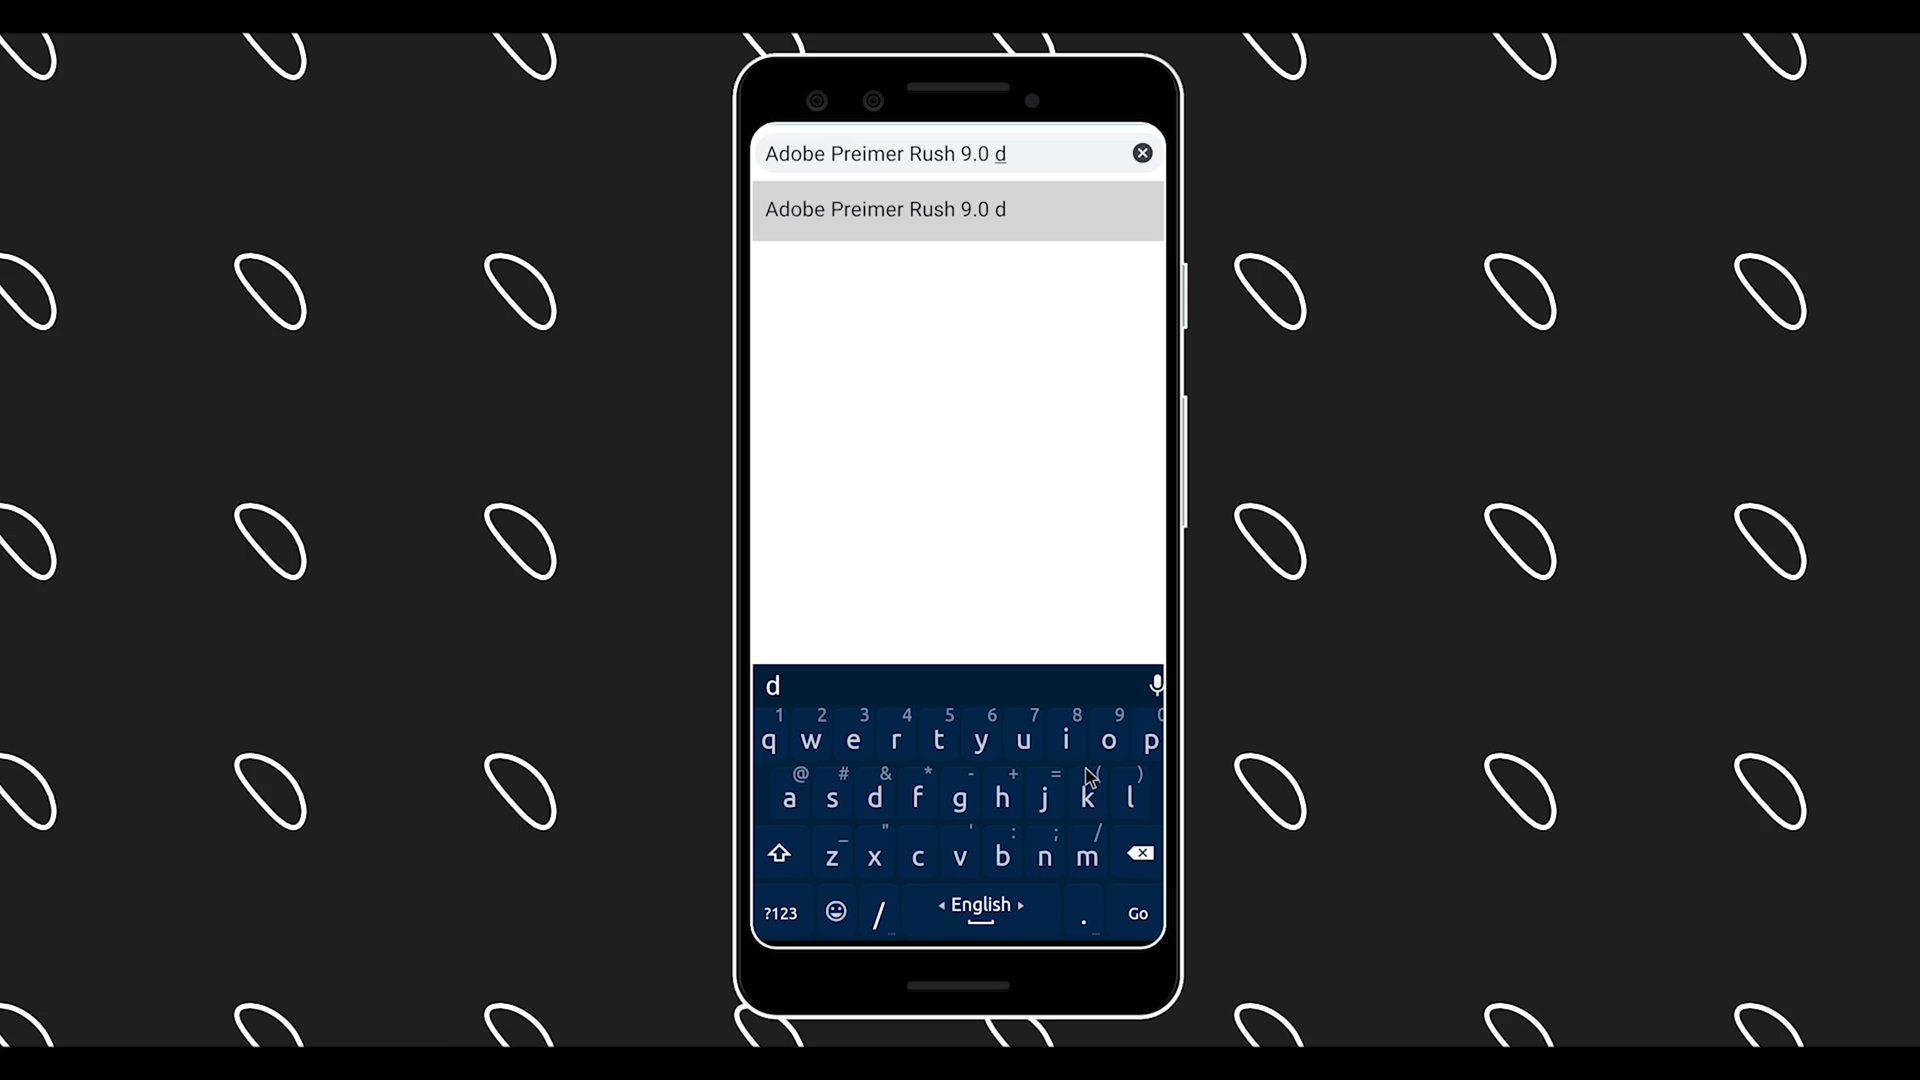 Adobe Preimer Rush 9.0 d
Adobe Preimer Rush 9.0 d
d
1 2 3 4 5 6 7 8 9 0
q w e r t y u i o p
@ # & * - + = ( )
a s d f g h j k l
_ " ' : ; /
z x c v b n m
?123 / English . Go